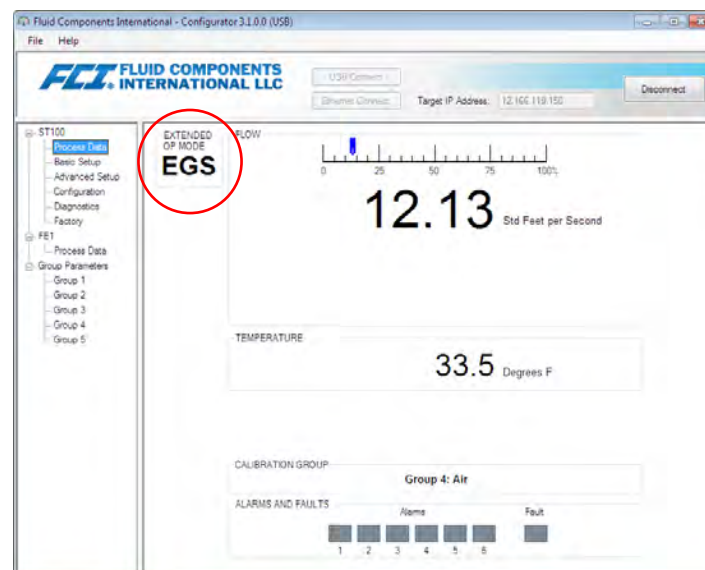 Fluid Components International - Configurator 3.1.0.0 (USB)
File Help
FCI. FLUID COMPONENTS
INTERNATIONAL LLC
USB Connect
Ethernet Connect
Target IP Address:
Disconnect
ST100
Process Data
Basic Setup
Advanced Setup
Configuration
Diagnostics
Factory
FE1
Process Data
Group Parameters
Group 1
Group 2
Group 3
Group 4
Group 5
EXTENDED
OP MODE
EGS
FLOW
0 25 50 75 100%
12.13 Std Feet per Second
TEMPERATURE
33.5 Degrees F
CALIBRATION GROUP
Group 4: Air
ALARMS AND FAULTS
Alarms Fault
1 2 3 4 5 6